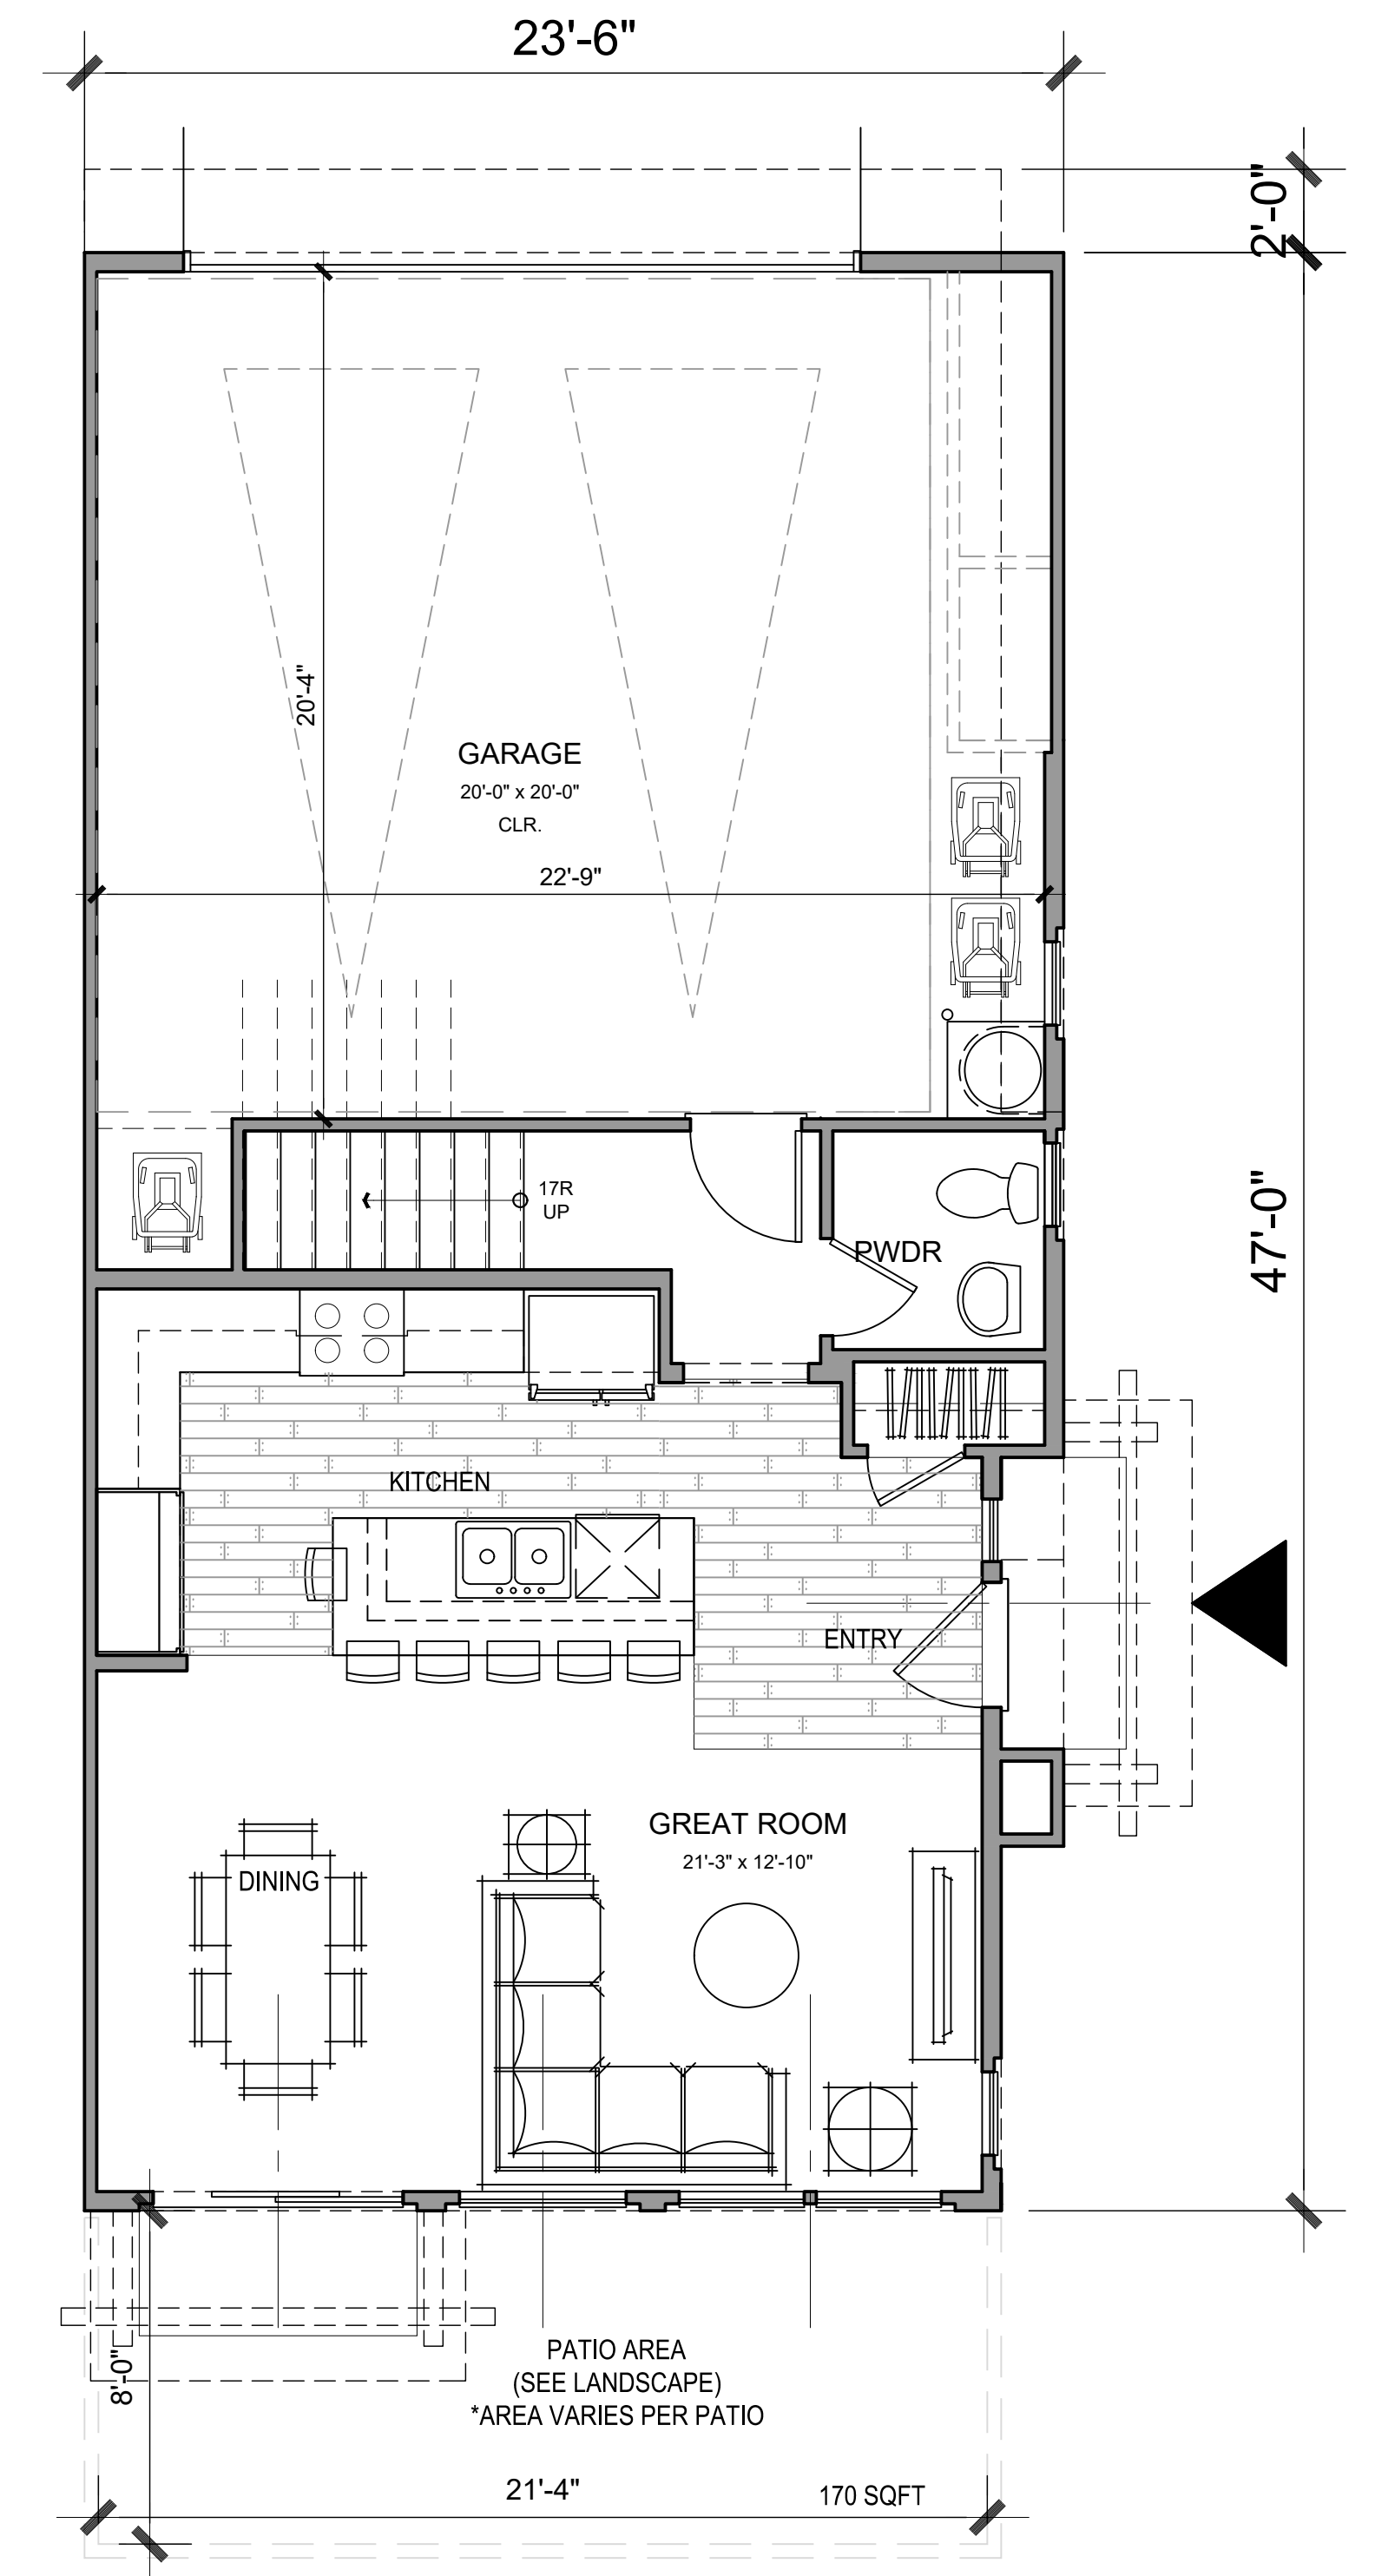 23'-6"
2'-0"
20'-4"
GARAGE
20'-0" x 20'-0"
CLR.
22'-9"
17R
UP
PWDR
47'-0"
KITCHEN
ENTRY
GREAT ROOM
21'-3" x 12'-10"
DINING
PATIO AREA
(SEE LANDSCAPE)
*AREA VARIES PER PATIO
8'-0"
21'-4"
170 SQFT